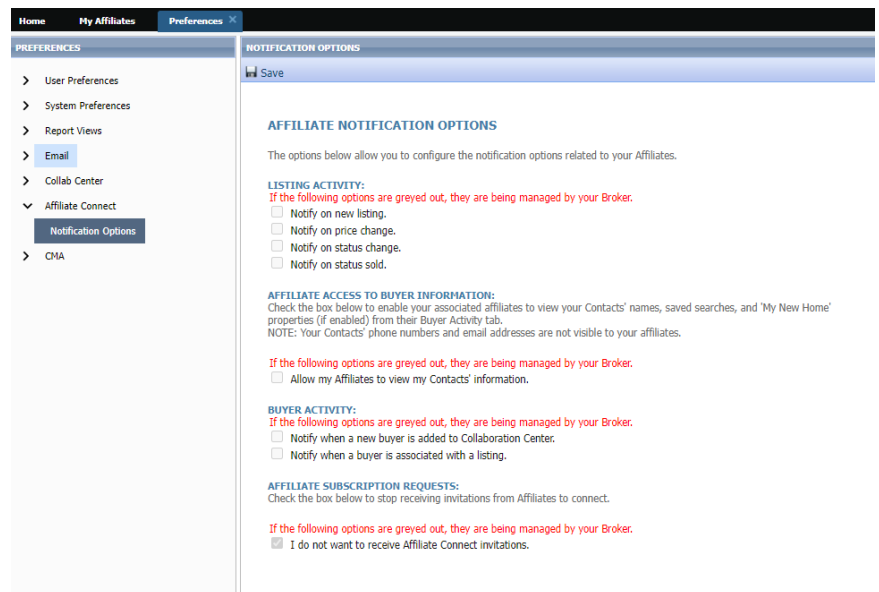 Home My Affiliates Preferences
PREFERENCES
User Preferences
System Preferences
Report Views
Email
Collab Center
Affiliate Connect
Notification Options
CMA
NOTIFICATION OPTIONS
Save
AFFILIATE NOTIFICATION OPTIONS
The options below allow you to configure the notification options related to your Affiliates.
LISTING ACTIVITY:
If the following options are greyed out, they are being managed by your Broker.
Notify on new listing.
Notify on price change.
Notify on status change.
Notify on status sold.
AFFILIATE ACCESS TO BUYER INFORMATION:
Check the box below to enable your associated affiliates to view your Contacts' names, saved searches, and 'My New Home'
properties (if enabled) from their Buyer Activity tab.
NOTE: Your Contacts' phone numbers and email addresses are not visible to your affiliates.
If the following options are greyed out, they are being managed by your Broker.
Allow my Affiliates to view my Contacts' information.
BUYER ACTIVITY:
If the following options are greyed out, they are being managed by your Broker.
Notify when a new buyer is added to Collaboration Center.
Notify when a buyer is associated with a listing.
AFFILIATE SUBSCRIPTION REQUESTS:
Check the box below to stop receiving invitations from Affiliates to connect.
If the following options are greyed out, they are being managed by your Broker.
I do not want to receive Affiliate Connect invitations.